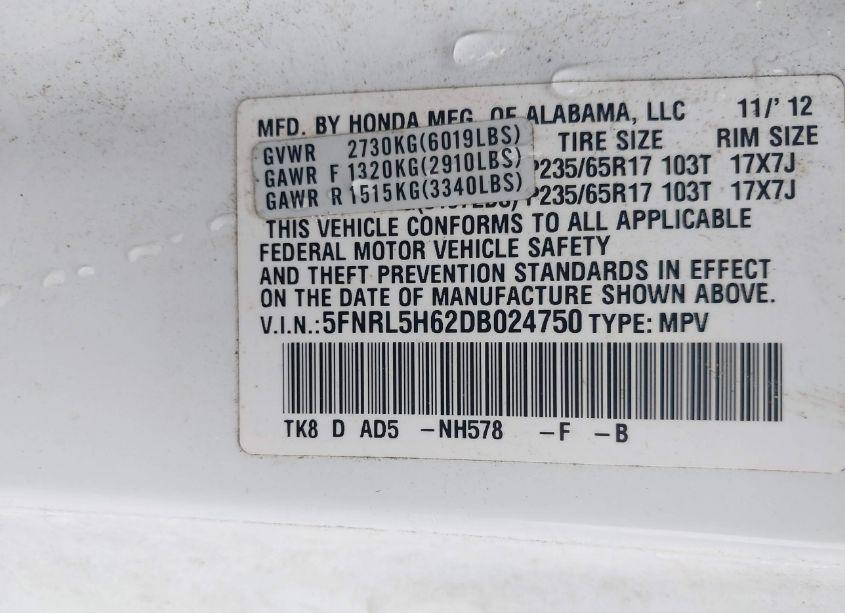 MFD. BY HONDA MFG. OF ALABAMA, LLC 11/'12
GVWR 2730KG(6019LBS) TIRE SIZE RIM SIZE
GAWR F 1320KG(2910LBS) P235/65R17 103T 17X7J
GAWR R 1515KG(3340LBS) P235/65R17 103T 17X7J
THIS VEHICLE CONFORMS TO ALL APPLICABLE
FEDERAL MOTOR VEHICLE SAFETY
AND THEFT PREVENTION STANDARDS IN EFFECT
ON THE DATE OF MANUFACTURE SHOWN ABOVE.
V.I.N.:5FNRL5H62DB024750 TYPE: MPV
TK8 D AD5 -NH578 -F -B